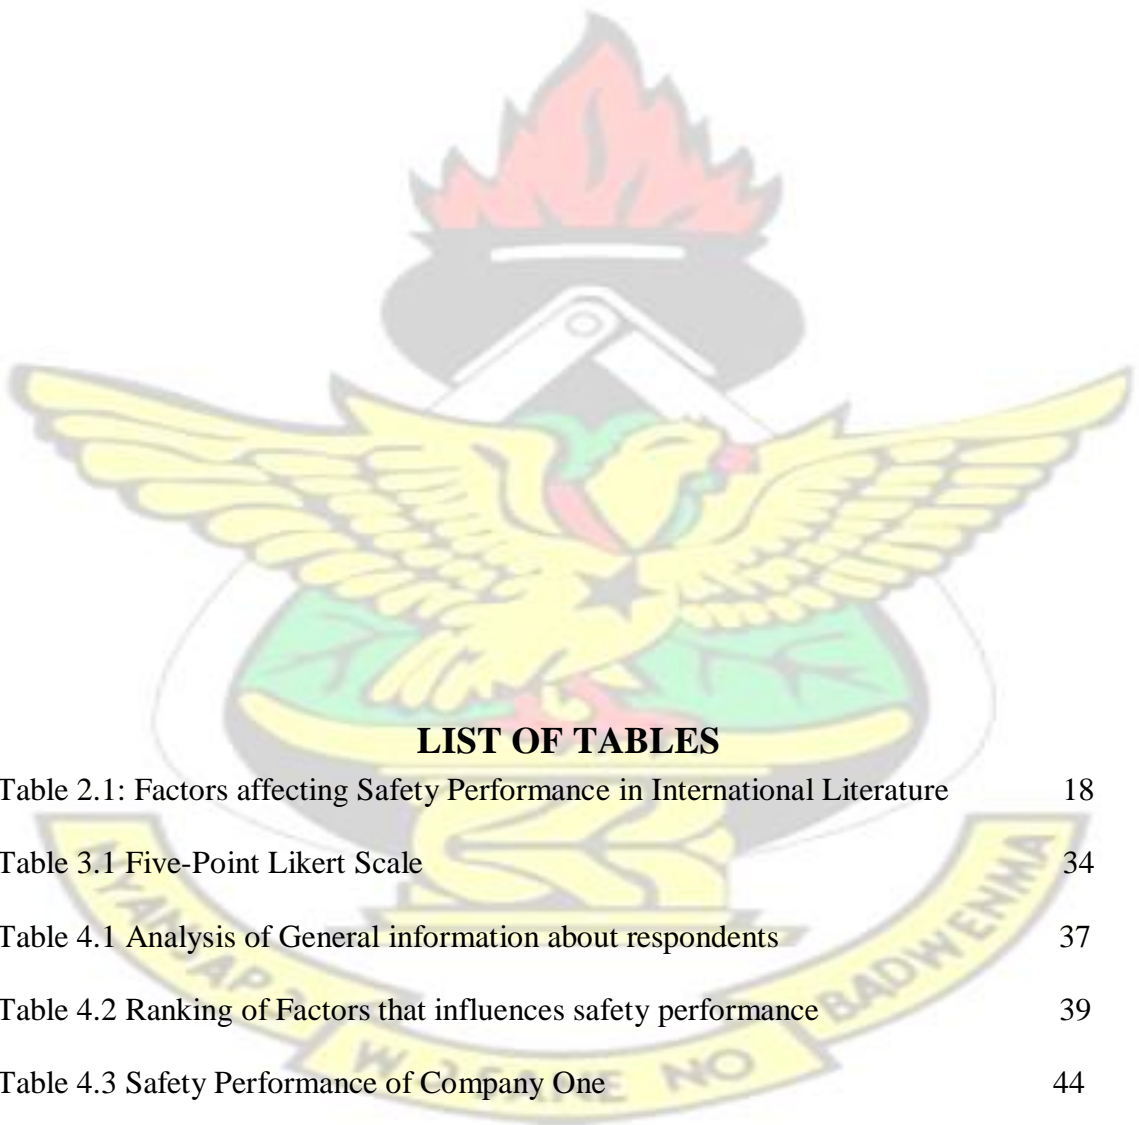 LIST OF TABLES
Table 2.1: Factors affecting Safety Performance in International Literature 18
Table 3.1 Five-Point Likert Scale 34
Table 4.1 Analysis of General information about respondents 37
Table 4.2 Ranking of Factors that influences safety performance 39
Table 4.3 Safety Performance of Company One 44
NO
BADWENMA